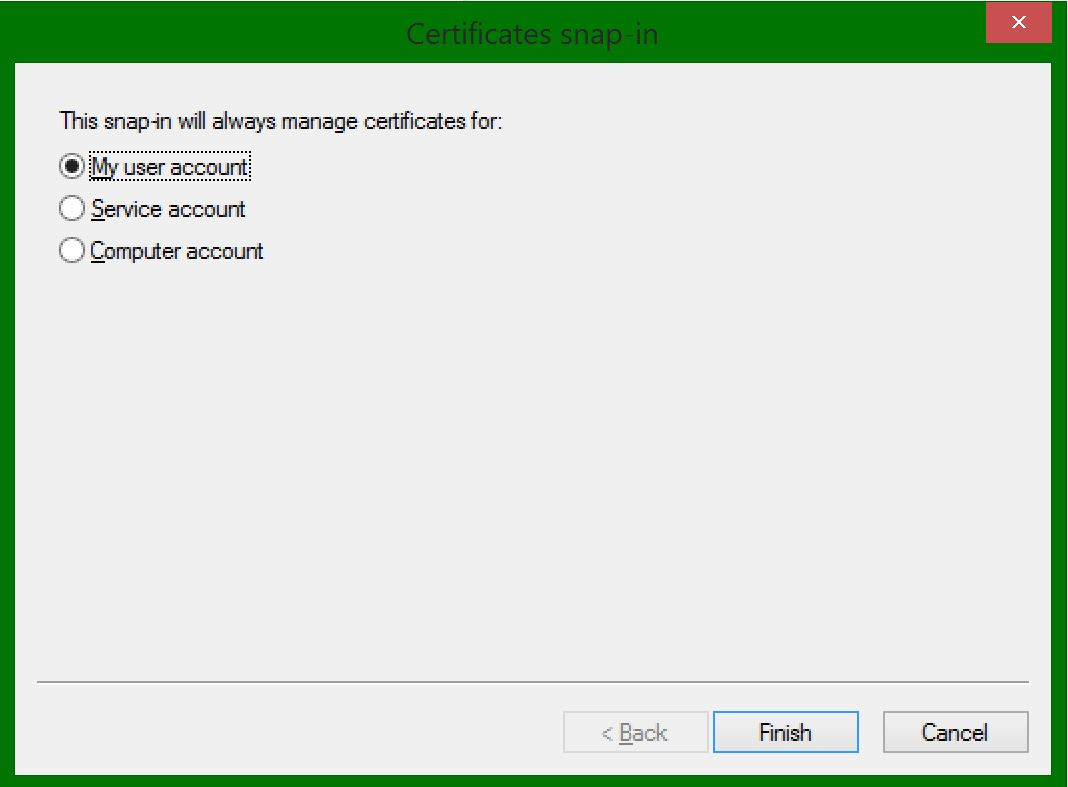 Certificates snap-in
This snap-in will always manage certificates for:
My user account
Service account
Computer account
< Back
Finish
Cancel